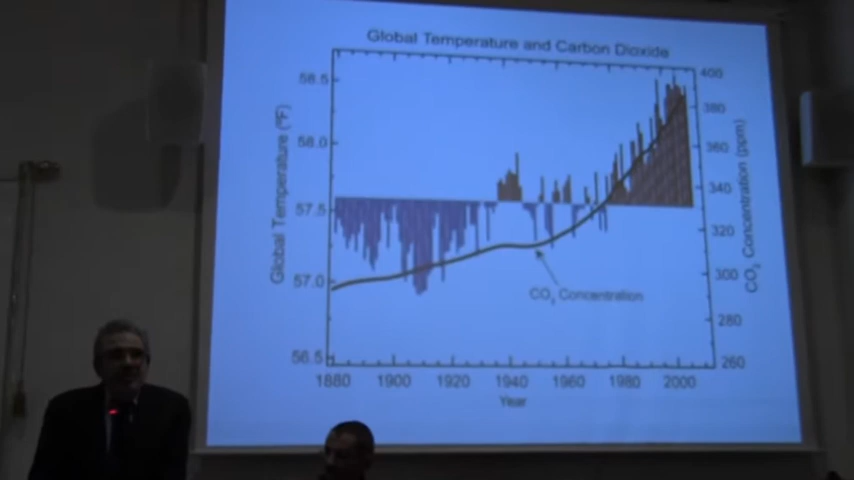 Global Temperature and Carbon Dioxide
Global Temperature (°F)
58.5
58.0
57.5
57.0
56.5
400
380
360
340
320
300
280
260
CO₂ Concentration (ppm)
CO₂ Concentration
1880 1900 1920 1940 1960 1980 2000
Year